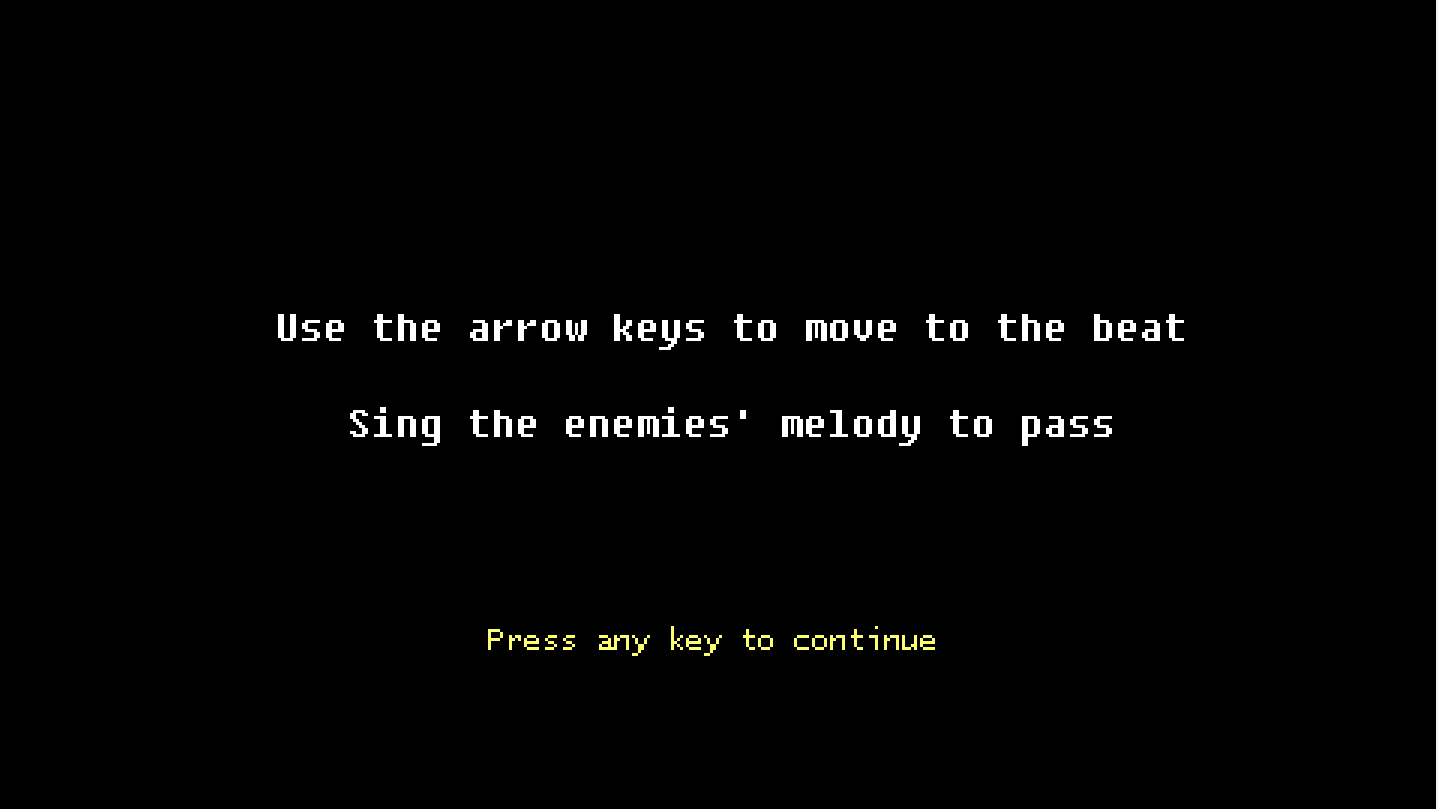 Use the arrow keys to move to the beat
Sing the enemies' melody to pass
Press any key to continue